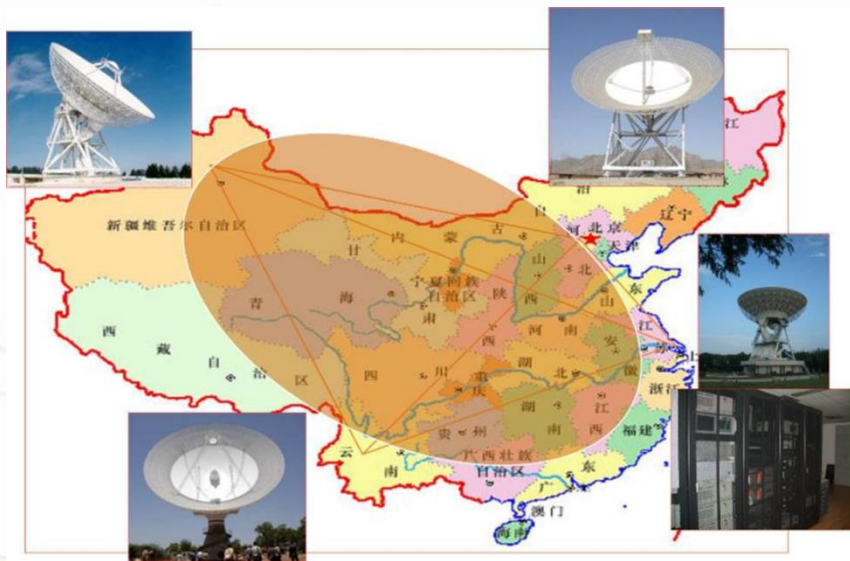 江
古
辽宁
北京
天津
新疆维吾尔自治区
内
蒙
甘
山
西
河
北
宁夏回族
自治区
陕
西
青
海
肃
山
东
河
南
江
苏
安
徽
西
藏
自
治
区
四
川
重
庆
湖
北
浙江
湖
南
江
西
贵
州
福建
云
南
广西壮族
自治区
广
东
澳门
海南